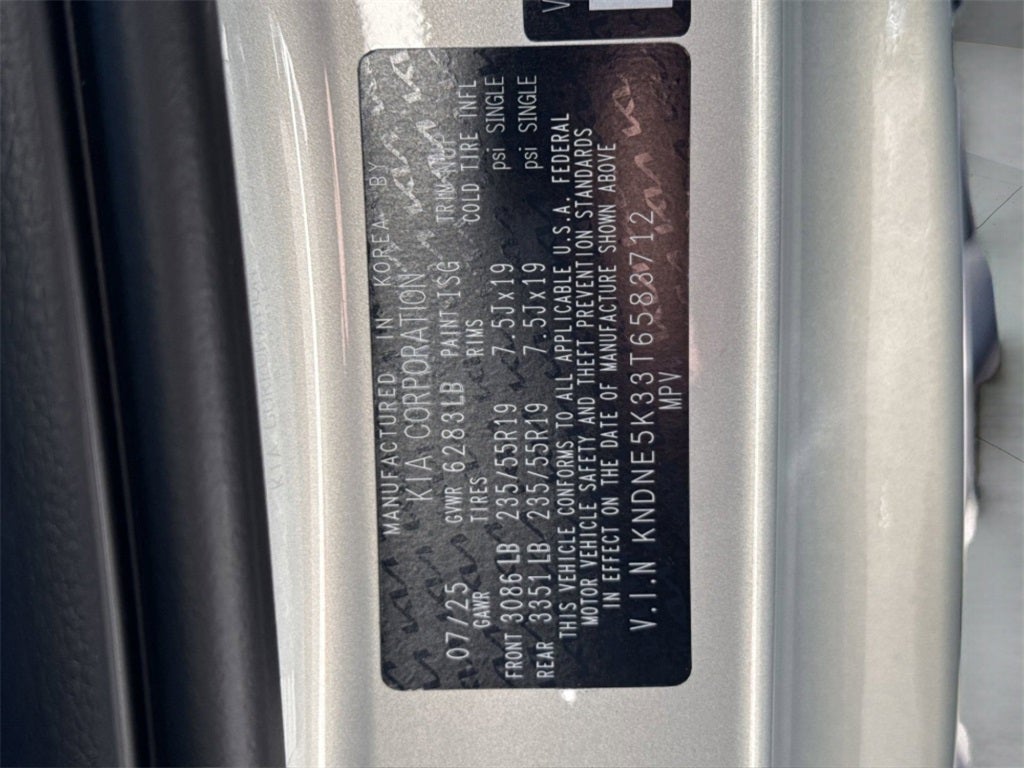 MANUFACTURED IN KOREA BY
KIA CORPORATION
07/25 GVWR 6283LB PAINT:ISG TRIM:NUF
GAWR TIRES RIMS COLD TIRE INFL
FRONT 3086LB 235/55R19 7.5Jx19 psi SINGLE
REAR 3351LB 235/55R19 7.5Jx19 psi SINGLE
THIS VEHICLE CONFORMS TO ALL APPLICABLE U.S.A. FEDERAL
MOTOR VEHICLE SAFETY AND THEFT PREVENTION STANDARDS
IN EFFECT ON THE DATE OF MANUFACTURE SHOWN ABOVE
V.I.N KNDNE5K33T6583712
MPV